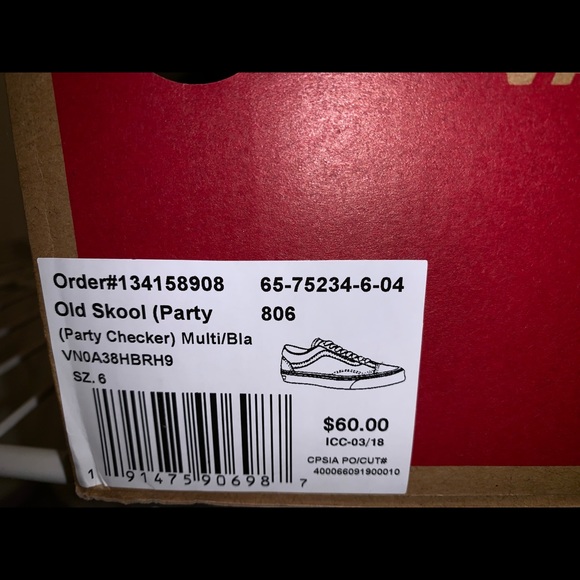 Order#134158908 65-75234-6-04
Old Skool (Party 806
(Party Checker) Multi/Bla
VN0A38HBRH9
SZ. 6
$60.00
ICC-03/18
CPSIA PO/CUT#
400066091900010
1 91475 90698 7